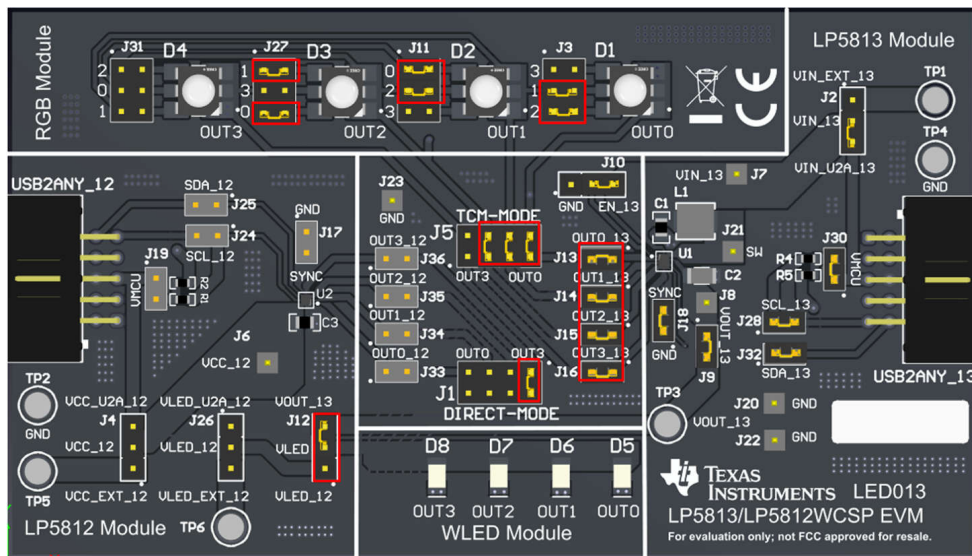 RGB Module
J31
D4
J27
D3
J11
D2
J3
D1
2
0
1
1
3
0
0
2
3
3
1
2
OUT3
OUT2
OUT1
OUT0
LP5813 Module
VIN_EXT_13
TP1
J2
VIN_13
TP4
VIN_U2A_13
GND
USB2ANY_12
SDA_12
J25
J24
SCL_12
GND
J17
SYNC
J19
VMCU
R2
R1
U2
C3
J6
VCC_12
TP2
GND
TP5
VCC_U2A_12
J4
VCC_12
VCC_EXT_12
VLED_U2A_12
J26
VLED_12
VLED_EXT_12
VOUT_13
J12
VLED
VLED_12
TP6
LP5812 Module
J23
GND
J10
GND
EN_13
TCM-MODE
J5
OUT3
OUT0
OUT3_12
J36
OUT2_12
J35
OUT1_12
J34
OUT0_12
J33
OUT0_13
J13
OUT1_13
J14
OUT2_13
J15
OUT3_13
J16
OUT0
OUT3
J1
DIRECT-MODE
D8
D7
D6
D5
OUT3
OUT2
OUT1
OUT0
WLED Module
VIN_13
J7
L1
C1
J21
SW
U1
C2
J8
VOUT_13
SYNC
J18
GND
J9
TP3
VOUT_13
R4
R5
J30
VMCU
SCL_13
J28
J32
SDA_13
USB2ANY_13
J20
GND
J22
GND
TEXAS
INSTRUMENTS
LED013
LP5813/LP5812WCSP EVM
For evaluation only; not FCC approved for resale.